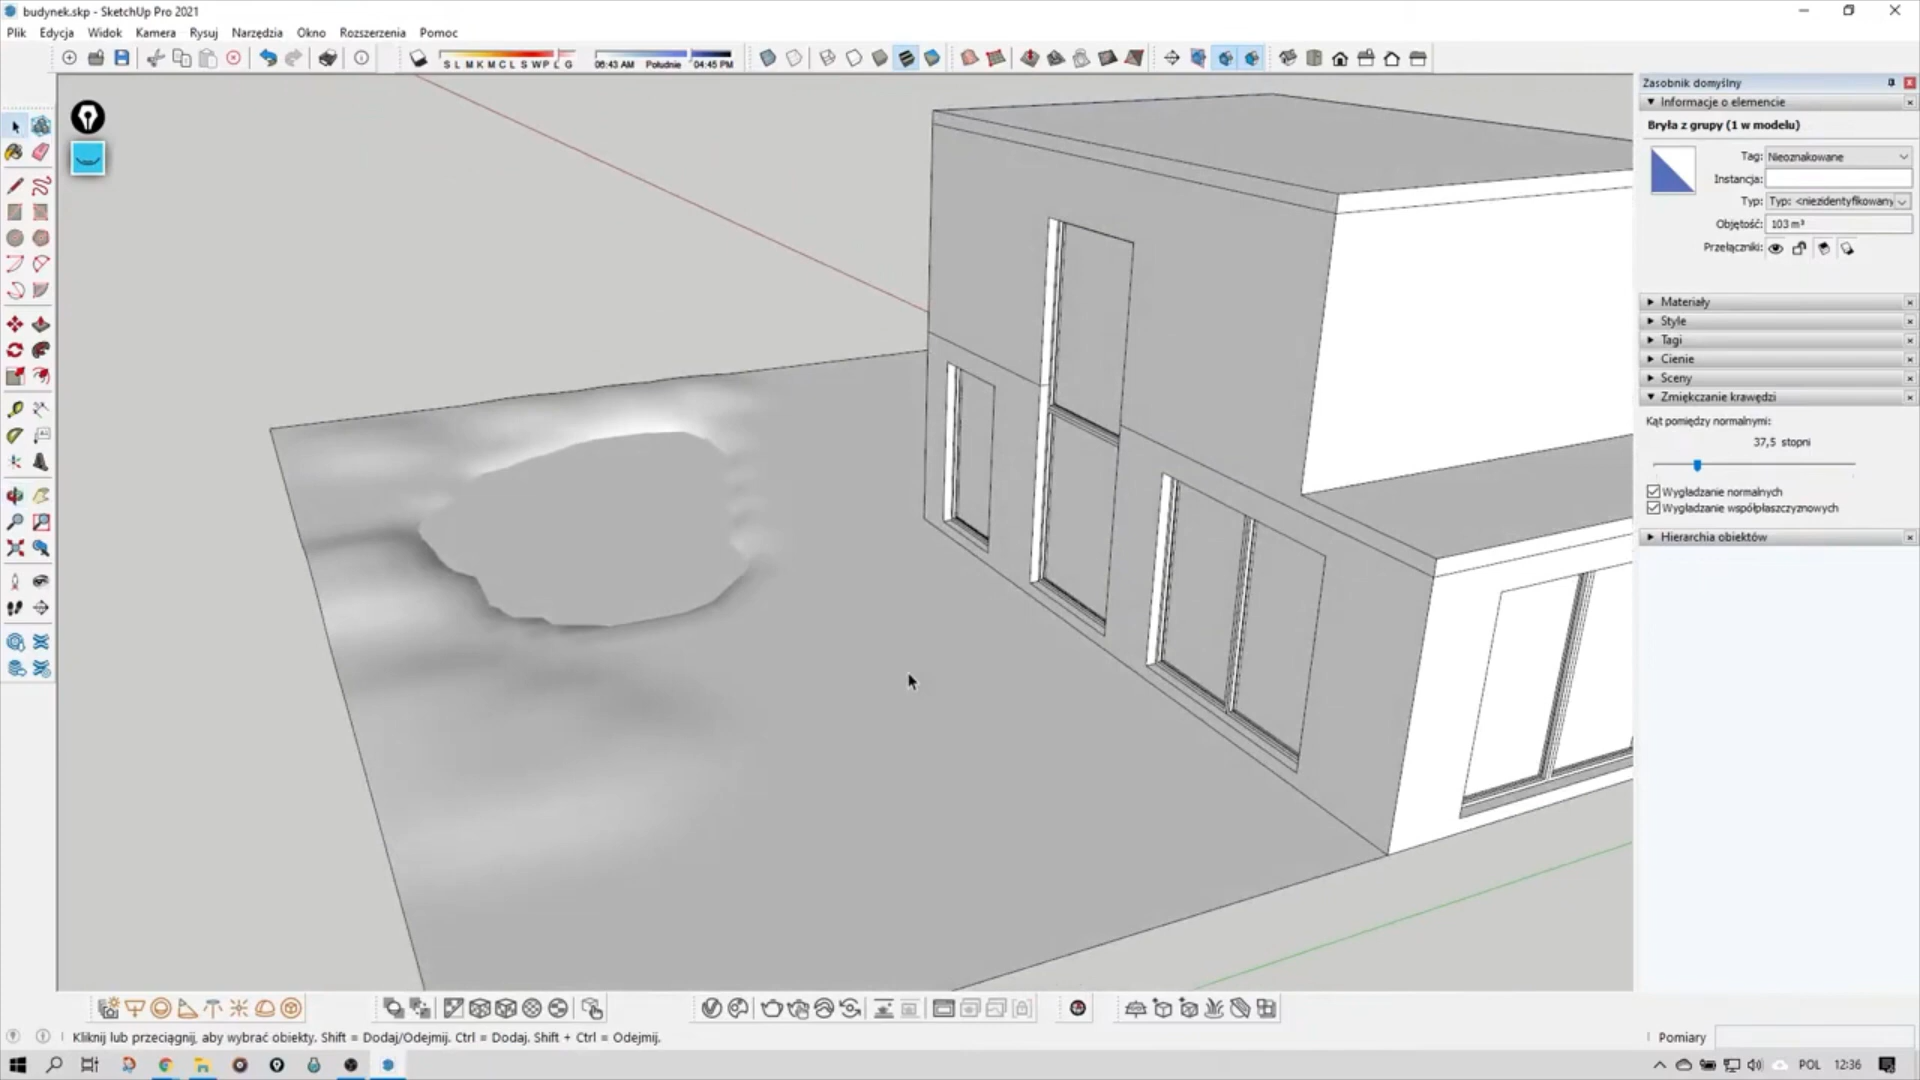 budynek.skp - SketchUp Pro 2021
Plik Edycja Widok Kamera Rysuj Narzędzia Okno Rozszerzenia Pomoc
S L M K M C L S W P L G
06:43 AM Południe 04:45 PM
Zasobnik domyślny
Informacje o elemencie
Bryła z grupy (1 w modelu)
Tag: Nieoznakowane
Instancja:
Typ: Typ: <niezidentyfikowany
Objętość: 103 m³
Przełączniki:
Materiały
Style
Tagi
Cienie
Sceny
Zmiękczanie krawędzi
Kąt pomiędzy normalnymi:
37,5 stopni
Wygładzanie normalnych
Wygładzanie współpłaszczyznowych
Hierarchia obiektów
Kliknij lub przeciągnij, aby wybrać obiekty. Shift = Dodaj/Odejmij. Ctrl = Dodaj. Shift + Ctrl = Odejmij.
Pomiary
POL 12:36